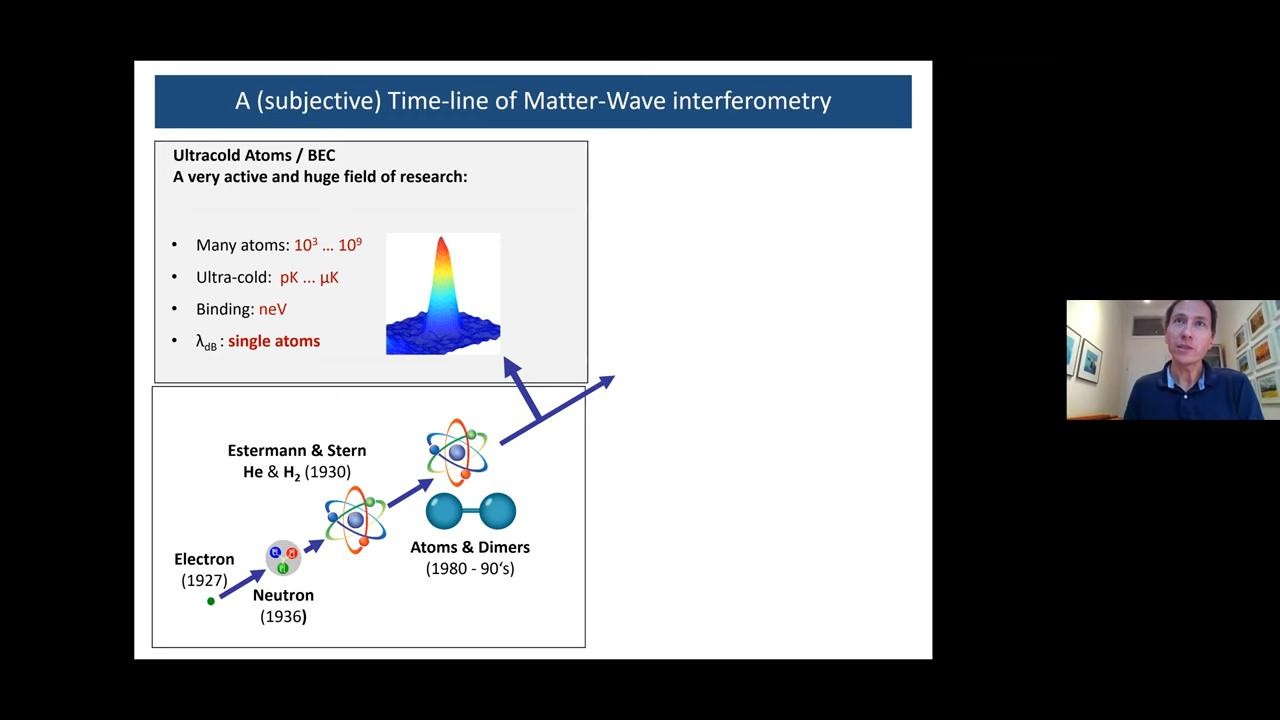 A (subjective) Time-line of Matter-Wave interferometry
Ultracold Atoms / BEC
A very active and huge field of research:
• Many atoms: 10³ ... 10⁹
• Ultra-cold: pK ... µK
• Binding: neV
• λdB : single atoms
Estermann & Stern
He & H₂ (1930)
Electron
(1927)
Neutron
(1936)
Atoms & Dimers
(1980 - 90‘s)